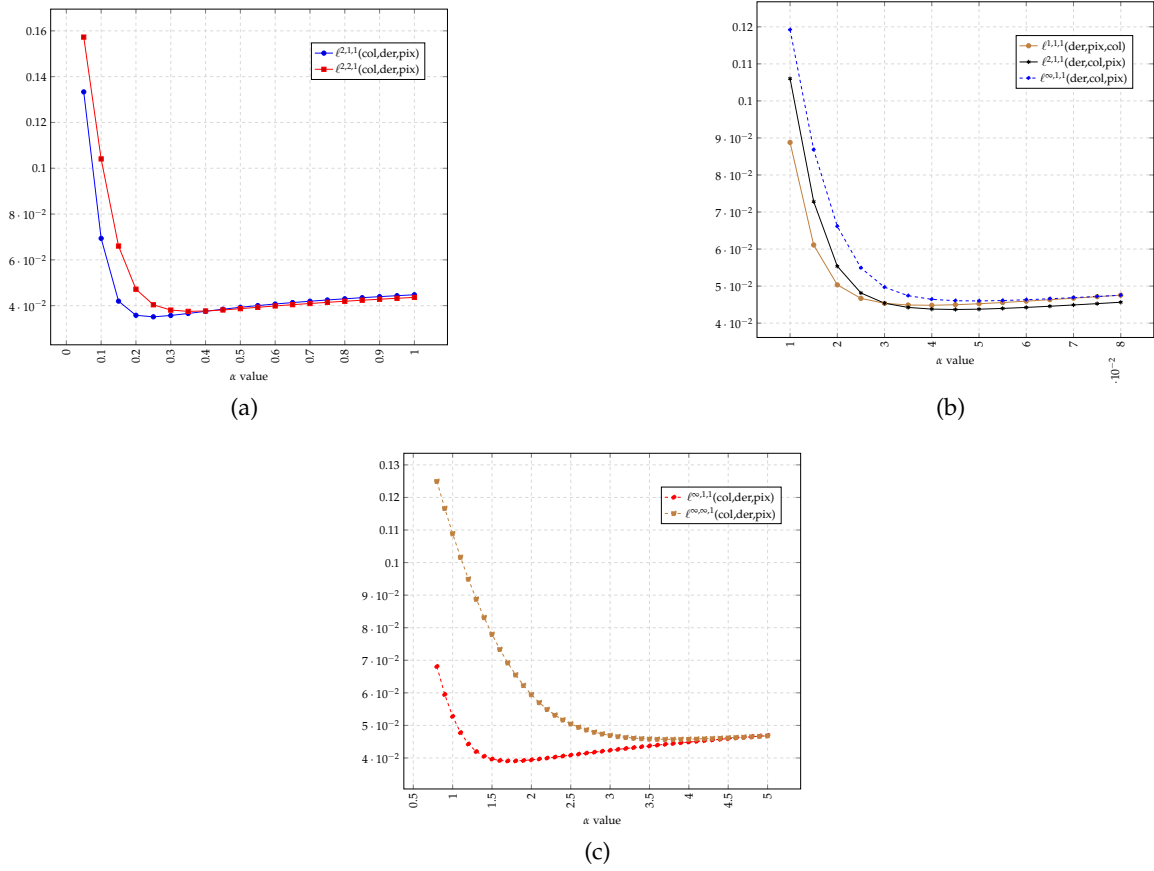 0.16
0.14
0.12
0.1
8 · 10⁻²
6 · 10⁻²
4 · 10⁻²
0
0.1
0.2
0.3
0.4
0.5
0.6
0.7
0.8
0.9
1
α value
ℓ²,¹,¹(col,der,pix)
ℓ²,²,¹(col,der,pix)
(a)
0.12
0.11
0.1
9 · 10⁻²
8 · 10⁻²
7 · 10⁻²
6 · 10⁻²
5 · 10⁻²
4 · 10⁻²
1
2
3
4
5
6
7
8
·10⁻²
α value
ℓ¹,¹,¹(der,pix,col)
ℓ²,¹,¹(der,col,pix)
ℓ^∞,1,1(der,col,pix)
(b)
0.13
0.12
0.11
0.1
9 · 10⁻²
8 · 10⁻²
7 · 10⁻²
6 · 10⁻²
5 · 10⁻²
4 · 10⁻²
0.5
1
1.5
2
2.5
3
3.5
4
4.5
5
α value
ℓ^∞,1,1(col,der,pix)
ℓ^∞,∞,1(col,der,pix)
(c)